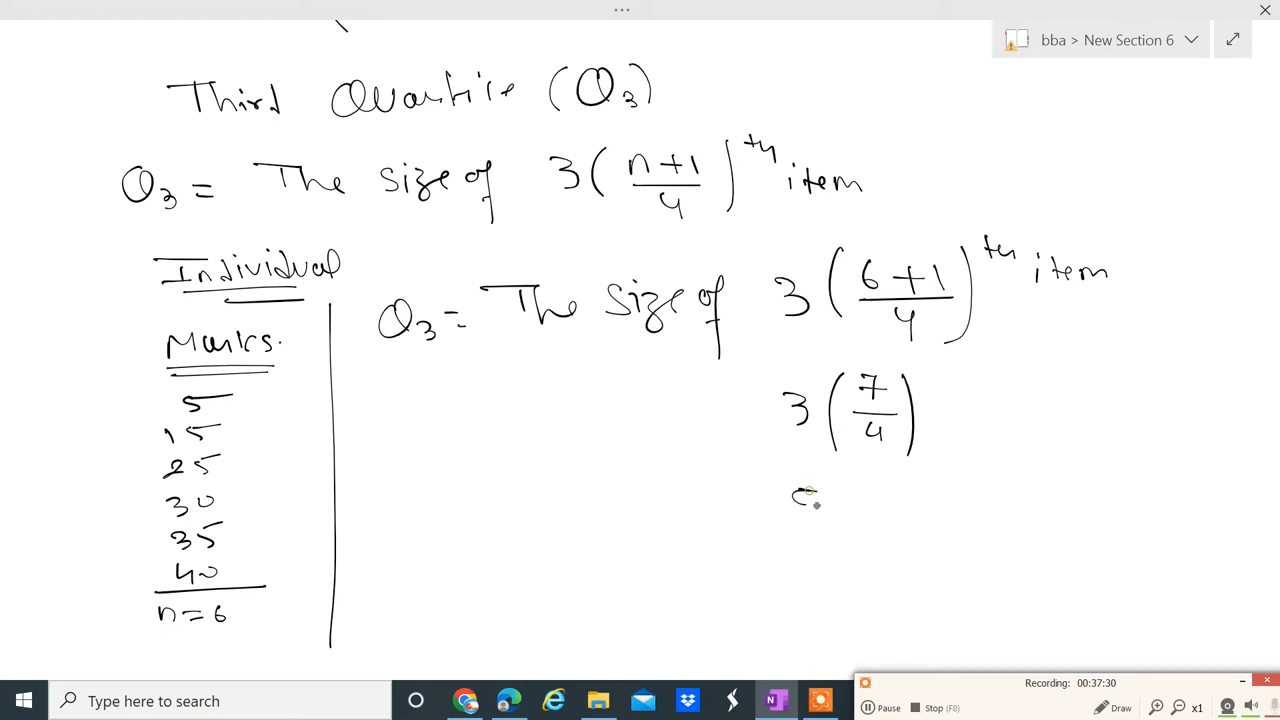 bba > New Section 6
Third Quartile (Q3)
Q3 = The size of 3(n+1/4)th item
Individual
Q3 = The size of 3(6+1/4)th item
Marks.
3(7/4)
5
15
25
30
35
40
n=6
Recording: 00:37:30
Pause Stop (F8) Draw x1
Type here to search